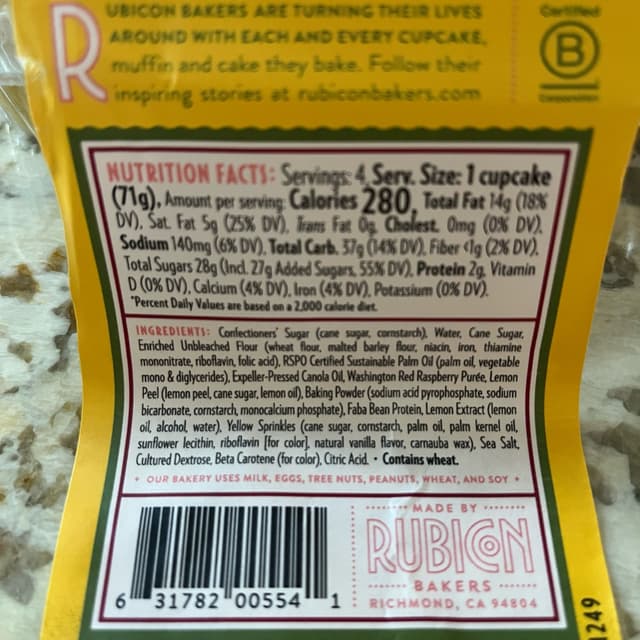 RUBICON BAKERS ARE TURNING THEIR LIVES
AROUND WITH EACH AND EVERY CUPCAKE,
muffin and cake they bake. Follow their
inspiring stories at rubiconbakers.com
Certified
B
Corporation
NUTRITION FACTS: Servings: 4, Serv. Size: 1 cupcake
(71g), Amount per serving: Calories 280, Total Fat 14g (18%
DV), Sat. Fat 5g (25% DV), Trans Fat 0g, Cholest. 0mg (0% DV),
Sodium 140mg (6% DV), Total Carb. 37g (14% DV), Fiber <1g (2% DV),
Total Sugars 28g (Incl. 27g Added Sugars, 55% DV), Protein 2g, Vitamin
D (0% DV), Calcium (4% DV), Iron (4% DV), Potassium (0% DV).
*Percent Daily Values are based on a 2,000 calorie diet.
INGREDIENTS: Confectioners' Sugar (cane sugar, cornstarch), Water, Cane Sugar,
Enriched Unbleached Flour (wheat flour, malted barley flour, niacin, iron, thiamine
mononitrate, riboflavin, folic acid), RSPO Certified Sustainable Palm Oil (palm oil, vegetable
mono & diglycerides), Expeller-Pressed Canola Oil, Washington Red Raspberry Purée, Lemon
Peel (lemon peel, cane sugar, lemon oil), Baking Powder (sodium acid pyrophosphate, sodium
bicarbonate, cornstarch, monocalcium phosphate), Faba Bean Protein, Lemon Extract (lemon
oil, alcohol, water), Yellow Sprinkles (cane sugar, cornstarch, palm oil, palm kernel oil,
sunflower lecithin, riboflavin [for color], natural vanilla flavor, carnauba wax), Sea Salt,
Cultured Dextrose, Beta Carotene (for color), Citric Acid. • Contains wheat.
• OUR BAKERY USES MILK, EGGS, TREE NUTS, PEANUTS, WHEAT, AND SOY •
6 31782 00554 1
MADE BY
RUBICON
BAKERS
RICHMOND, CA 94804
1249